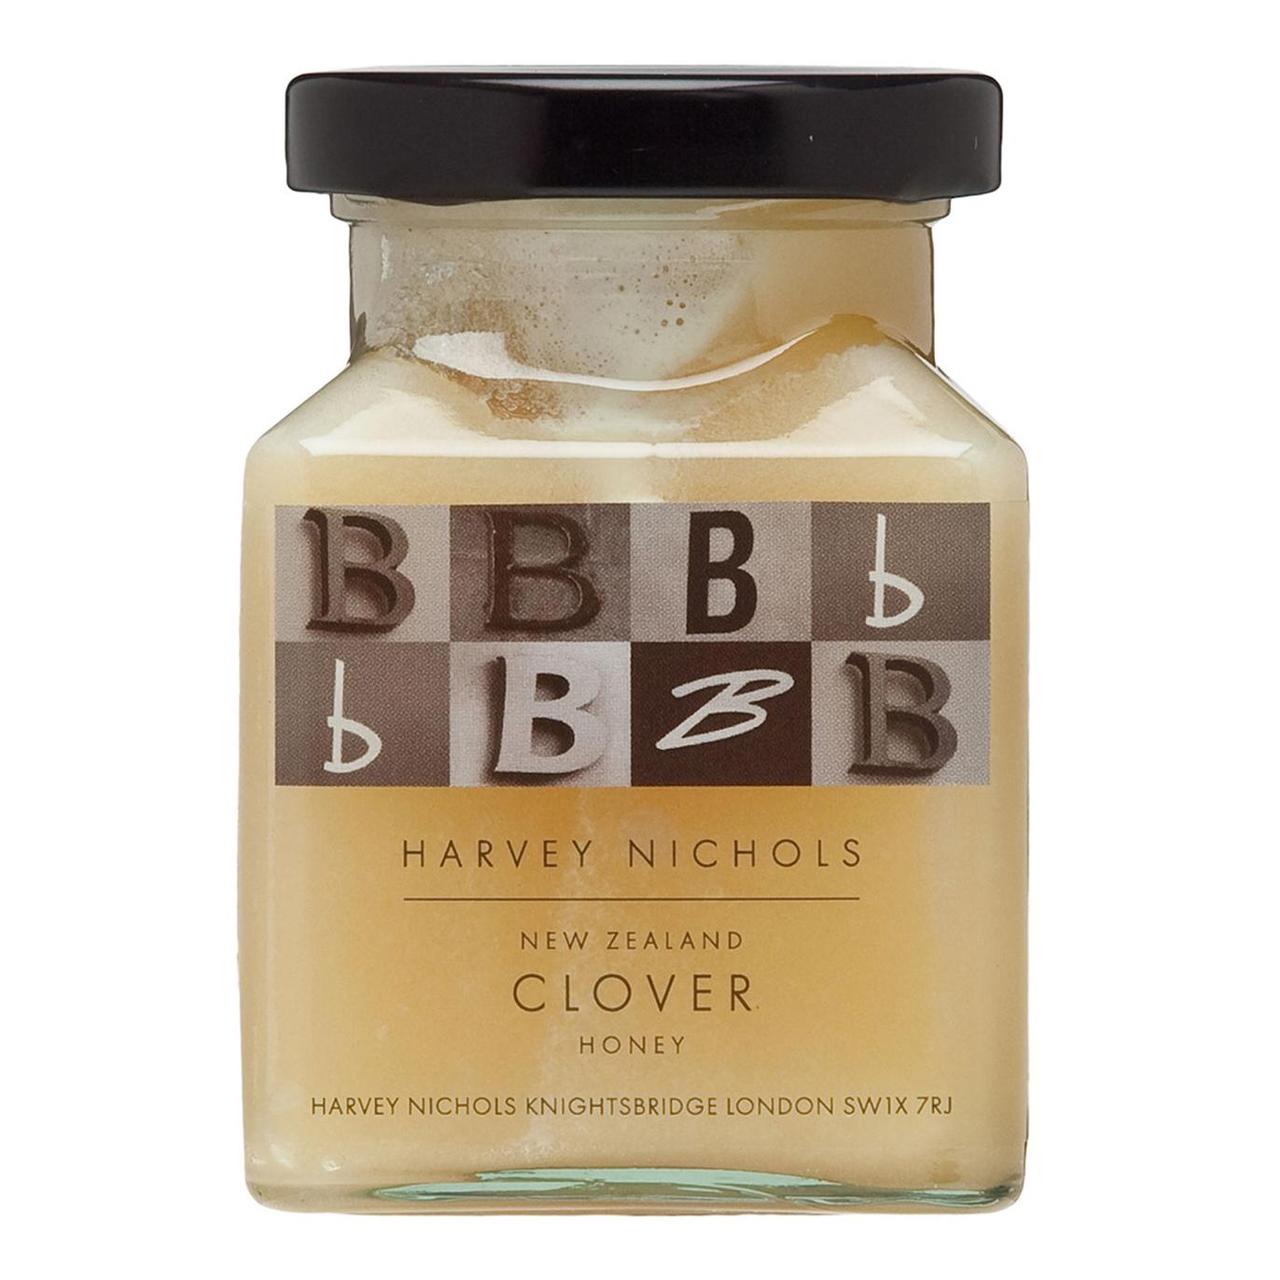 B B B b
b B B B
HARVEY NICHOLS
NEW ZEALAND
CLOVER
HONEY
HARVEY NICHOLS KNIGHTSBRIDGE LONDON SW1X 7RJ